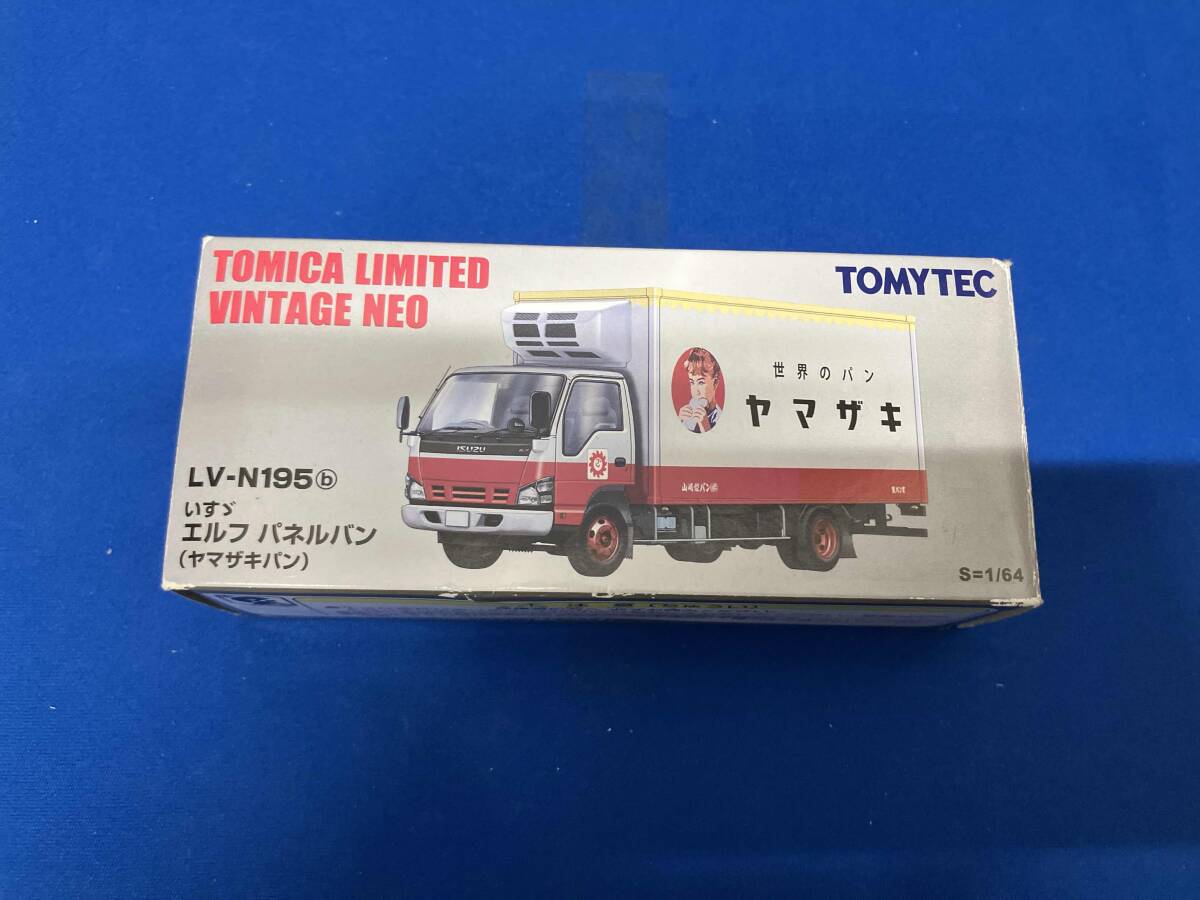 TOMICA LIMITED
VINTAGE NEO
TOMYTEC
世界のパン
ヤマザキ
ISUZU
LV-N195ⓑ
いすゞ
エルフ パネルバン
(ヤマザキパン)
S=1/64